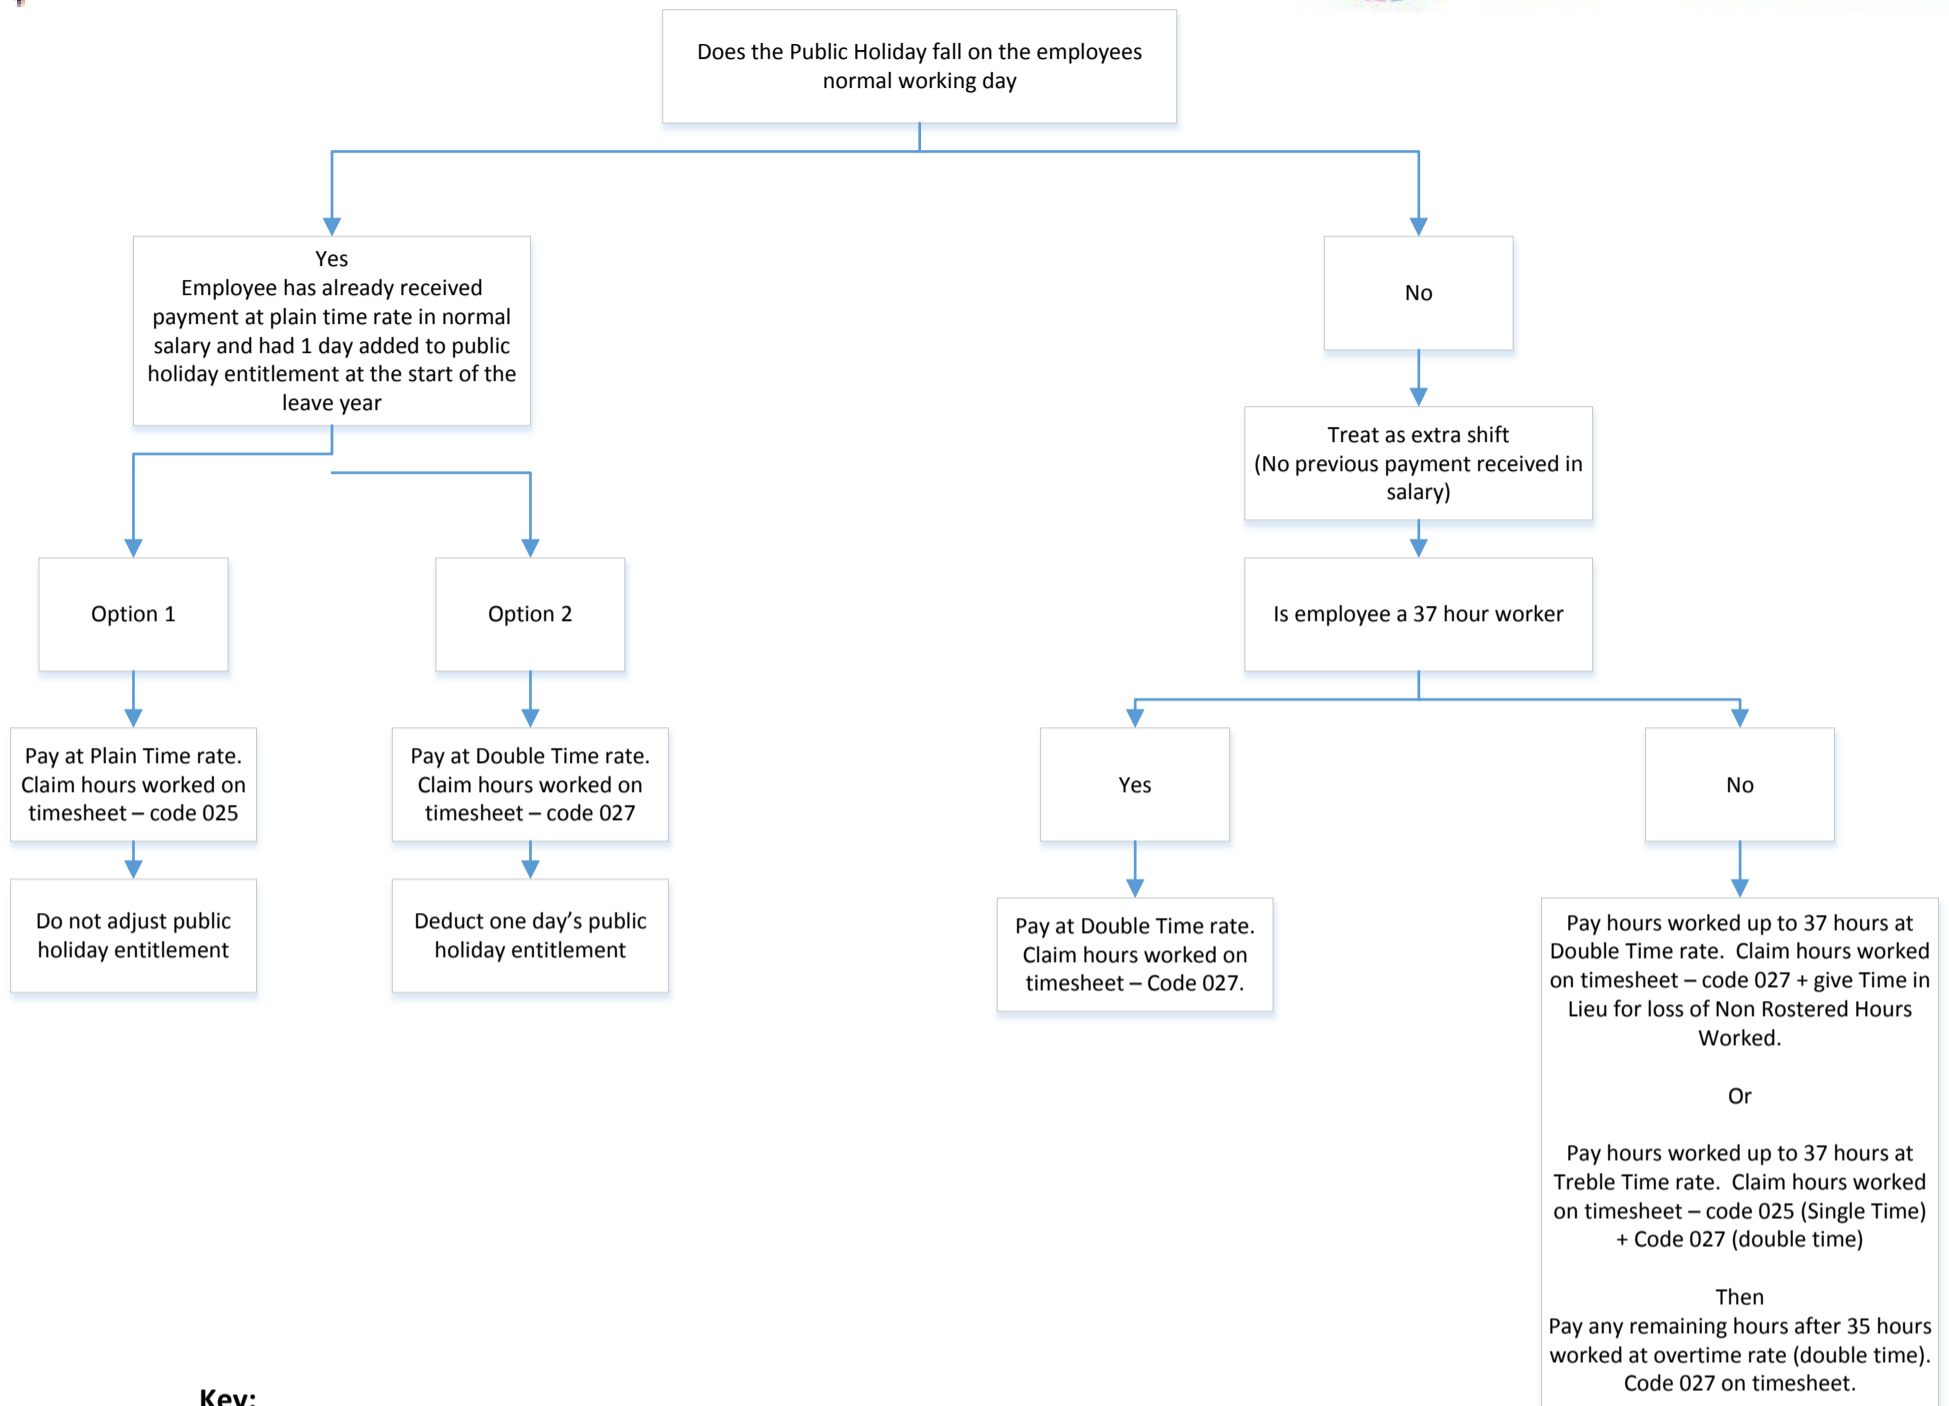 Does the Public Holiday fall on the employees
normal working day
Yes
Employee has already received
payment at plain time rate in normal
salary and had 1 day added to public
holiday entitlement at the start of the
leave year
No
Treat as extra shift
(No previous payment received in
salary)
Option 1
Option 2
Is employee a 37 hour worker
Pay at Plain Time rate.
Claim hours worked on
timesheet – code 025
Pay at Double Time rate.
Claim hours worked on
timesheet – code 027
Yes
No
Do not adjust public
holiday entitlement
Deduct one day’s public
holiday entitlement
Pay at Double Time rate.
Claim hours worked on
timesheet – Code 027.
Pay hours worked up to 37 hours at
Double Time rate.  Claim hours worked
on timesheet – code 027 + give Time in
Lieu for loss of Non Rostered Hours
Worked.
Or
Pay hours worked up to 37 hours at
Treble Time rate.  Claim hours worked
on timesheet – code 025 (Single Time)
+ Code 027 (double time)
Then
Pay any remaining hours after 35 hours
worked at overtime rate (double time).
Code 027 on timesheet.
Key: